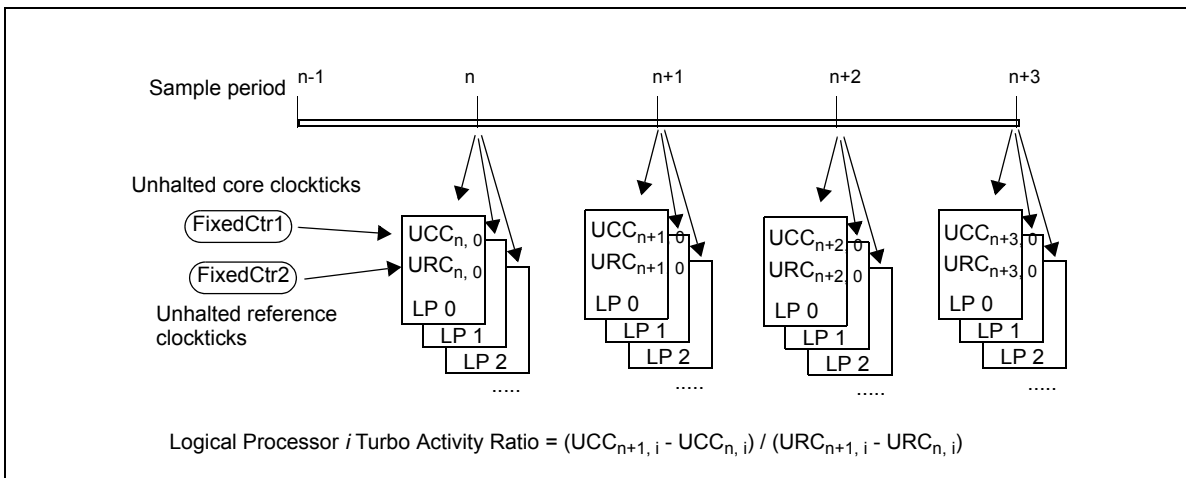 Sample period n-1 n n+1 n+2 n+3
Unhalted core clockticks
FixedCtr1
FixedCtr2
Unhalted reference
clockticks
UCCn, 0
URCn, 0
LP 0
LP 1
LP 2
.....
UCCn+1, 0
URCn+1 0
LP 0
LP 1
LP 2
.....
UCCn+2, 0
URCn+2, 0
LP 0
LP 1
LP 2
.....
UCCn+3, 0
URCn+3, 0
LP 0
LP 1
LP 2
.....
Logical Processor i Turbo Activity Ratio = (UCCn+1, i - UCCn, i) / (URCn+1, i - URCn, i)